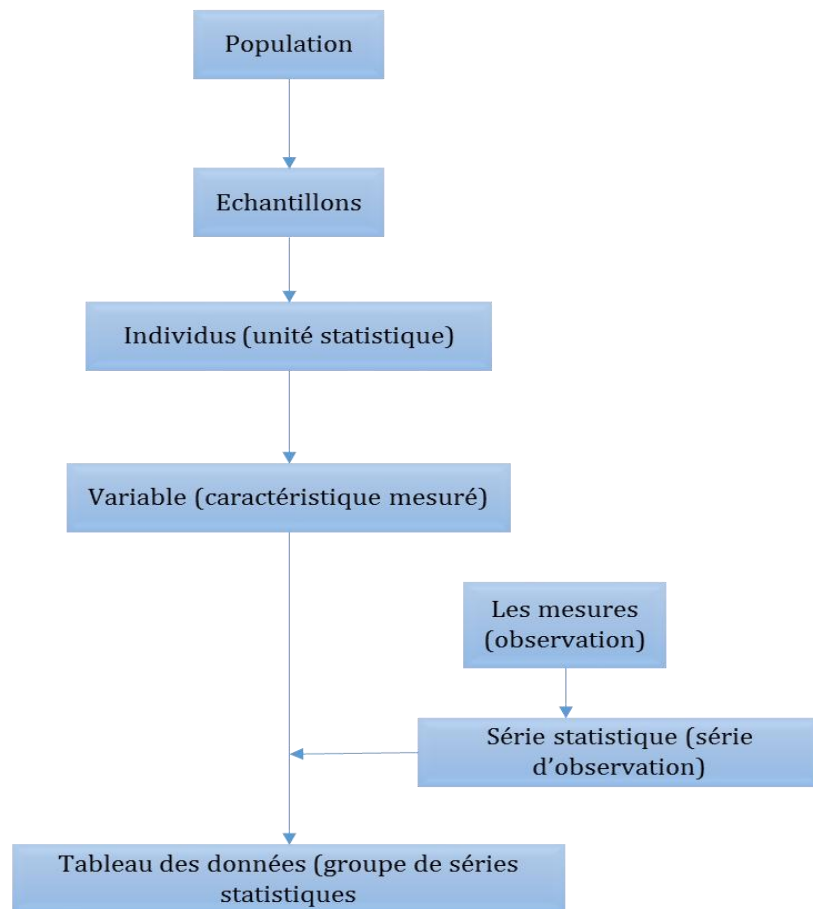 Population
Echantillons
Individus (unité statistique)
Variable (caractéristique mesuré)
Les mesures
(observation)
Série statistique (série
d’observation)
Tableau des données (groupe de séries
statistiques